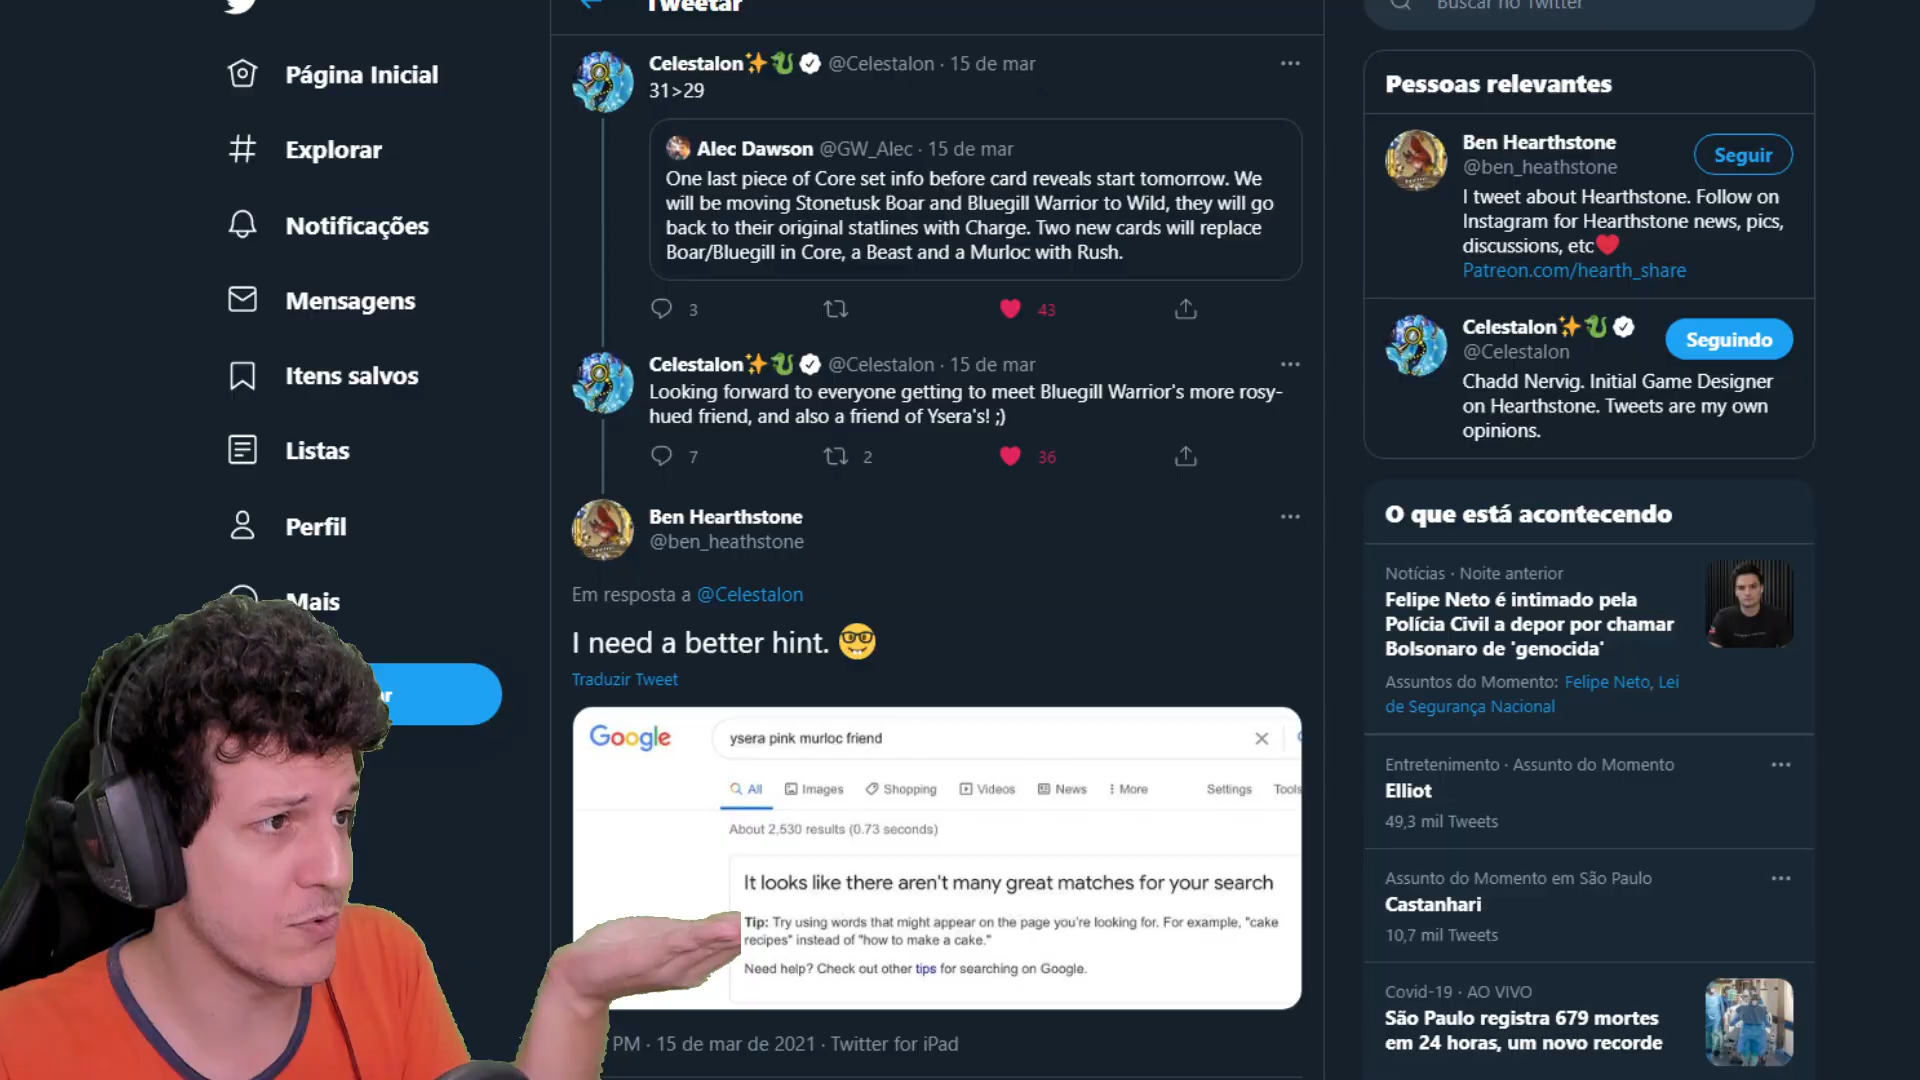 Tweetar
Buscar no Twitter
Página Inicial
Explorar
Notificações
Mensagens
Itens salvos
Listas
Perfil
Mais
Celestalon✨🐉 @Celestalon · 15 de mar
31>29
Alec Dawson @GW_Alec · 15 de mar
One last piece of Core set info before card reveals start tomorrow. We
will be moving Stonetusk Boar and Bluegill Warrior to Wild, they will go
back to their original statlines with Charge. Two new cards will replace
Boar/Bluegill in Core, a Beast and a Murloc with Rush.
3
43
Celestalon✨🐉 @Celestalon · 15 de mar
Looking forward to everyone getting to meet Bluegill Warrior's more rosy-
hued friend, and also a friend of Ysera's! ;)
7
2
36
Ben Hearthstone
@ben_heathstone
Em resposta a @Celestalon
I need a better hint. 🤓
Traduzir Tweet
Google
ysera pink murloc friend
All
Images
Shopping
Videos
News
More
Settings
Tools
About 2,530 results (0.73 seconds)
It looks like there aren't many great matches for your search
Tip: Try using words that might appear on the page you're looking for. For example, "cake
recipes" instead of "how to make a cake."
Need help? Check out other tips for searching on Google.
PM · 15 de mar de 2021 · Twitter for iPad
Pessoas relevantes
Ben Hearthstone
@ben_heathstone
Seguir
I tweet about Hearthstone. Follow on
Instagram for Hearthstone news, pics,
discussions, etc❤️
Patreon.com/hearth_share
Celestalon✨🐉
@Celestalon
Seguindo
Chadd Nervig. Initial Game Designer
on Hearthstone. Tweets are my own
opinions.
O que está acontecendo
Notícias · Noite anterior
Felipe Neto é intimado pela
Polícia Civil a depor por chamar
Bolsonaro de 'genocida'
Assuntos do Momento: Felipe Neto, Lei
de Segurança Nacional
Entretenimento · Assunto do Momento
Elliot
49,3 mil Tweets
Assunto do Momento em São Paulo
Castanhari
10,7 mil Tweets
Covid-19 · AO VIVO
São Paulo registra 679 mortes
em 24 horas, um novo recorde